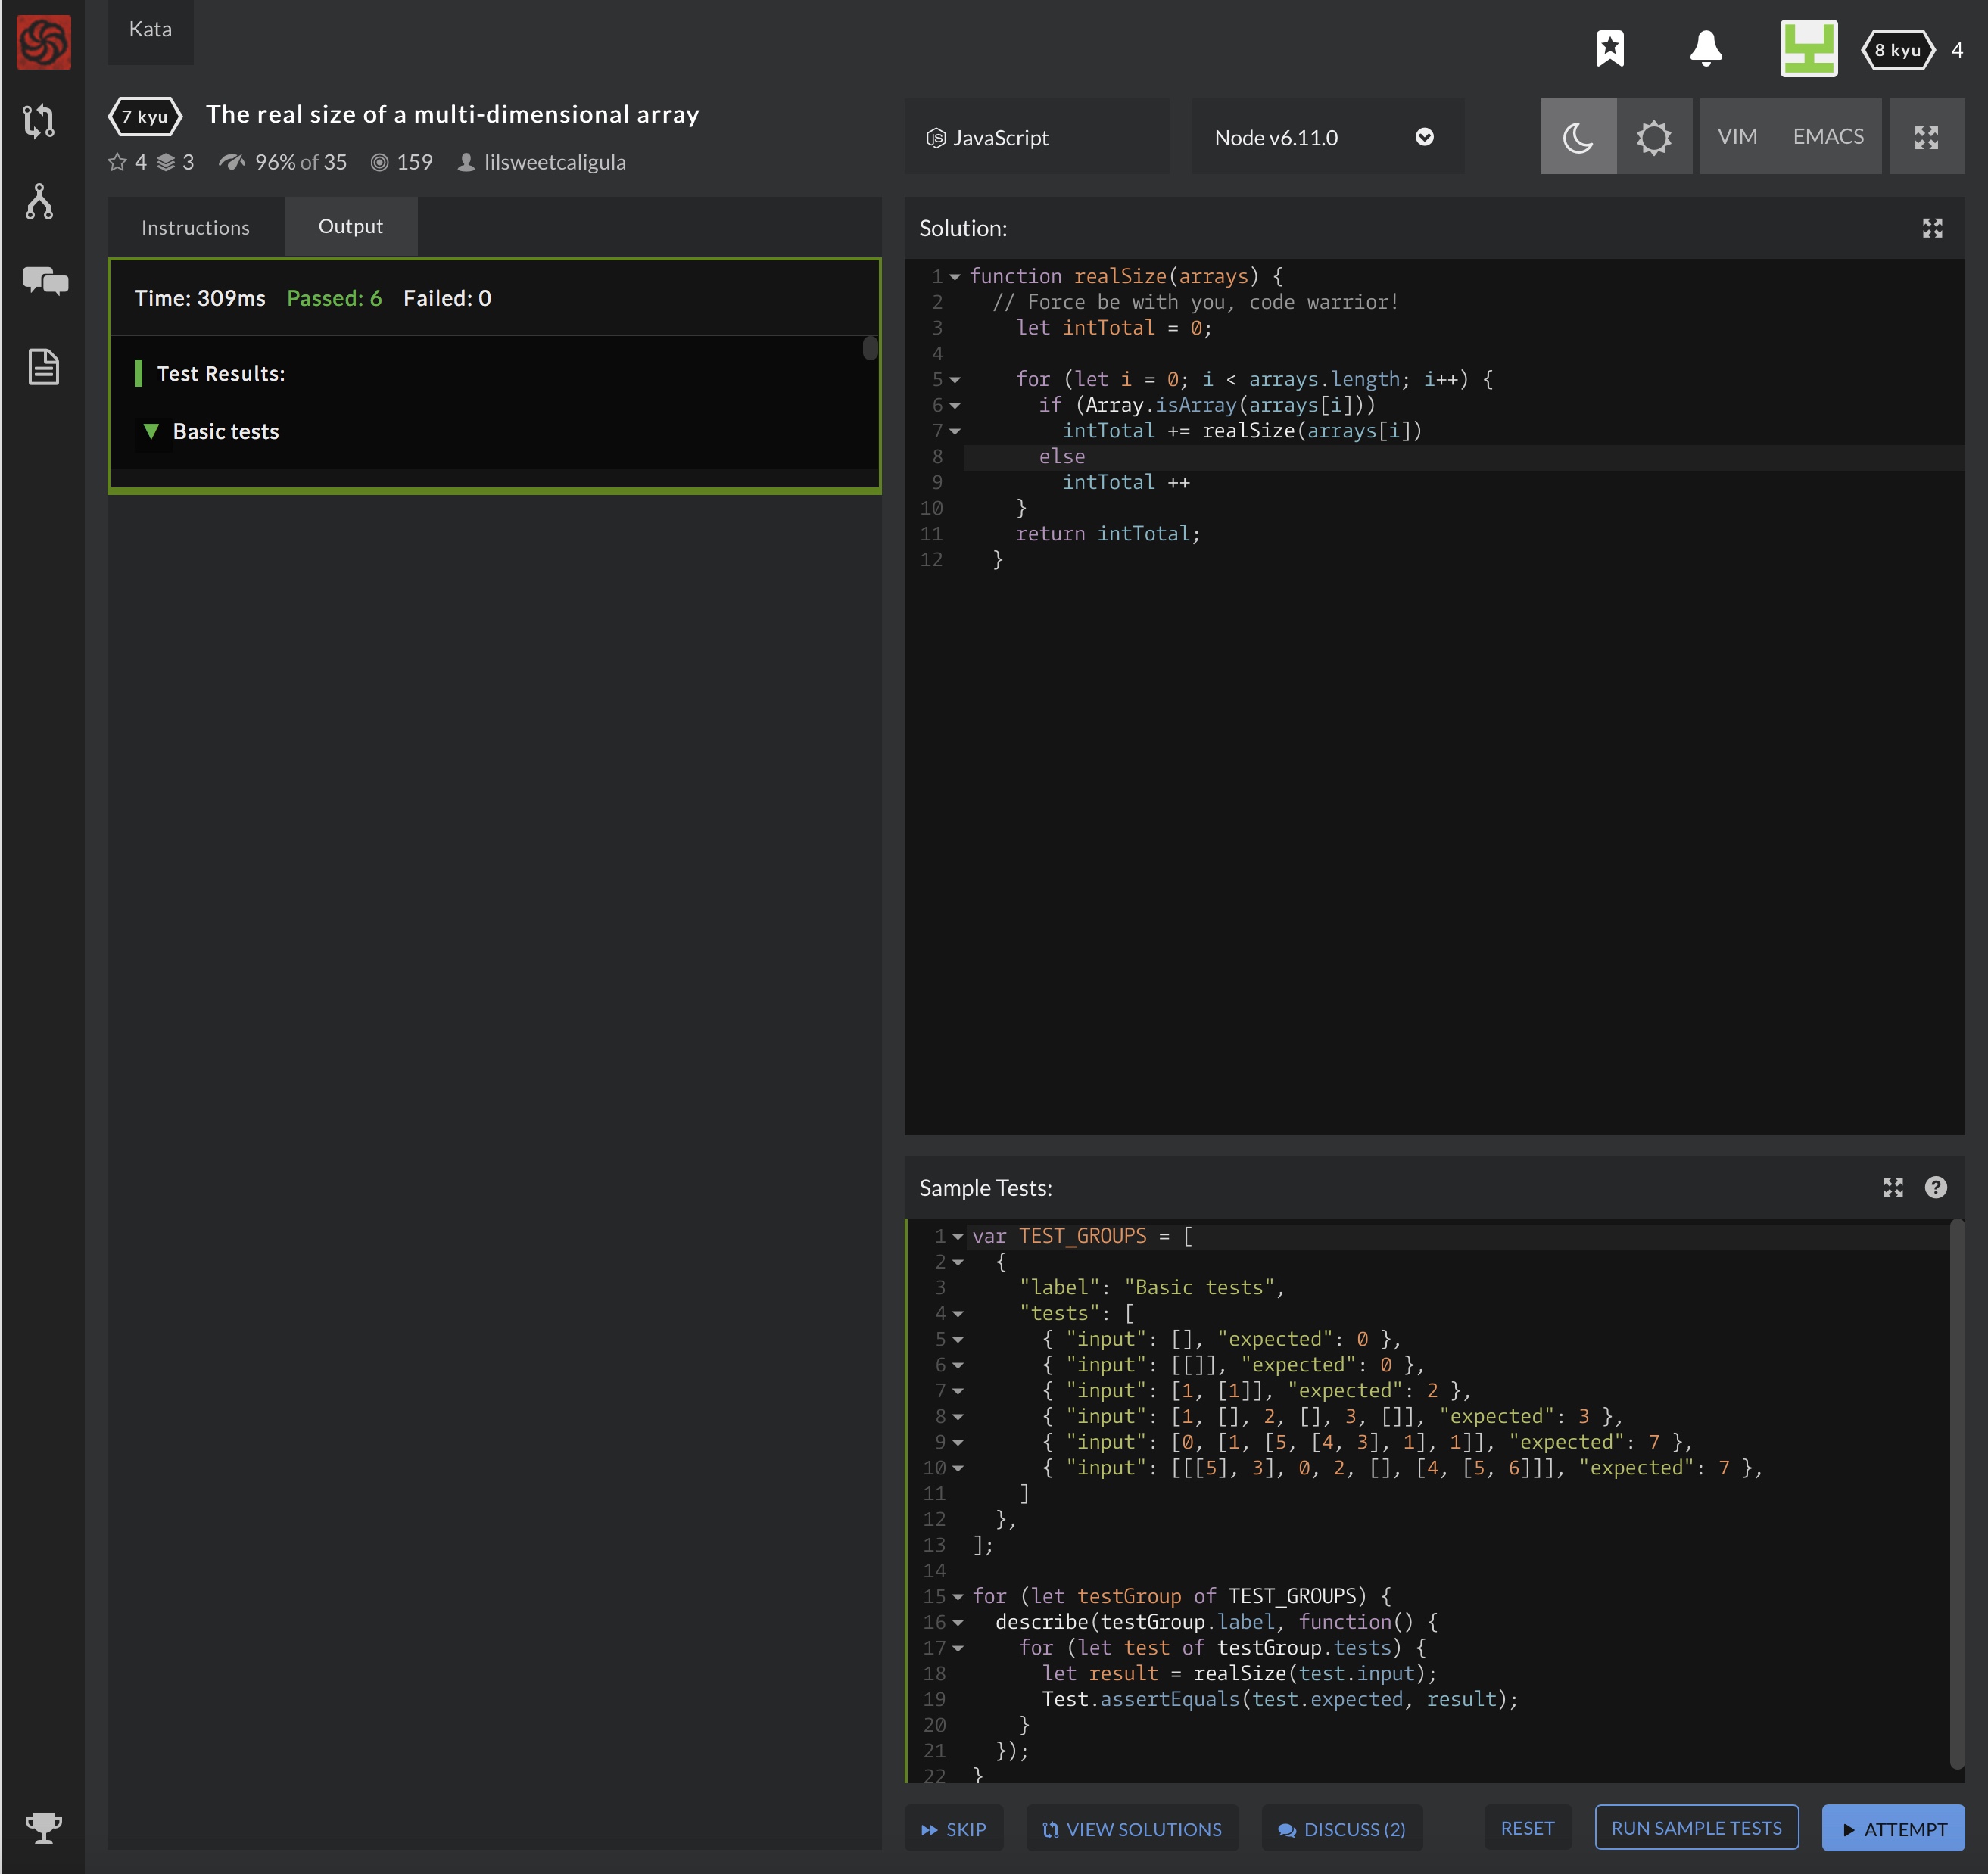 Kata
8 kyu 4
7 kyu The real size of a multi-dimensional array
4 3 96% of 35 159 lilsweetcaligula
JavaScript
Node v6.11.0
VIM EMACS
Instructions Output
Time: 309ms Passed: 6 Failed: 0
Test Results:
Basic tests
Solution:
1 function realSize(arrays) {
2 // Force be with you, code warrior!
3 let intTotal = 0;
4
5 for (let i = 0; i < arrays.length; i++) {
6 if (Array.isArray(arrays[i]))
7 intTotal += realSize(arrays[i])
8 else
9 intTotal ++
10 }
11 return intTotal;
12 }
Sample Tests:
?
1 var TEST_GROUPS = [
2 {
3 "label": "Basic tests",
4 "tests": [
5 { "input": [], "expected": 0 },
6 { "input": [[]], "expected": 0 },
7 { "input": [1, [1]], "expected": 2 },
8 { "input": [1, [], 2, [], 3, []], "expected": 3 },
9 { "input": [0, [1, [5, [4, 3], 1], 1]], "expected": 7 },
10 { "input": [[[5], 3], 0, 2, [], [4, [5, 6]]], "expected": 7 },
11 ]
12 },
13 ];
14
15 for (let testGroup of TEST_GROUPS) {
16 describe(testGroup.label, function() {
17 for (let test of testGroup.tests) {
18 let result = realSize(test.input);
19 Test.assertEquals(test.expected, result);
20 }
21 });
22 }
SKIP VIEW SOLUTIONS DISCUSS (2) RESET RUN SAMPLE TESTS ATTEMPT